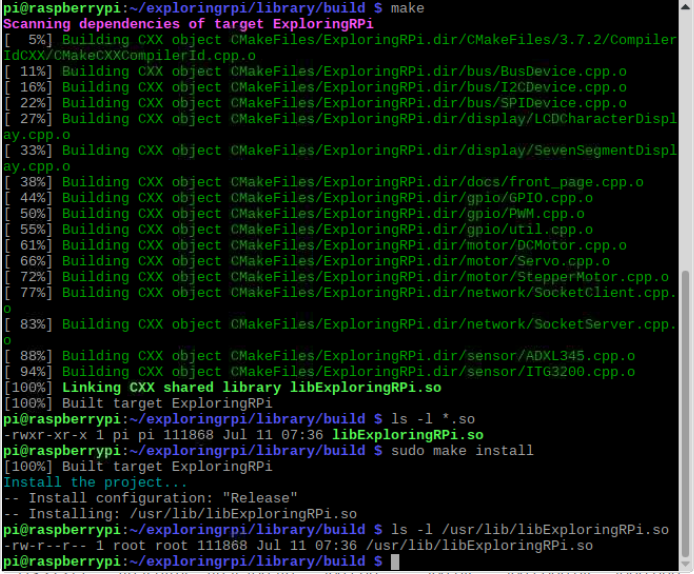 pi@raspberrypi:~/exploringrpi/library/build $ make
Scanning dependencies of target ExploringRPi
[  5%] Building CXX object CMakeFiles/ExploringRPi.dir/CMakeFiles/3.7.2/Compiler
IdCXX/CMakeCXXCompilerId.cpp.o
[ 11%] Building CXX object CMakeFiles/ExploringRPi.dir/bus/BusDevice.cpp.o
[ 16%] Building CXX object CMakeFiles/ExploringRPi.dir/bus/I2CDevice.cpp.o
[ 22%] Building CXX object CMakeFiles/ExploringRPi.dir/bus/SPIDevice.cpp.o
[ 27%] Building CXX object CMakeFiles/ExploringRPi.dir/display/LCDCharacterDispl
ay.cpp.o
[ 33%] Building CXX object CMakeFiles/ExploringRPi.dir/display/SevenSegmentDispl
ay.cpp.o
[ 38%] Building CXX object CMakeFiles/ExploringRPi.dir/docs/front_page.cpp.o
[ 44%] Building CXX object CMakeFiles/ExploringRPi.dir/gpio/GPIO.cpp.o
[ 50%] Building CXX object CMakeFiles/ExploringRPi.dir/gpio/PWM.cpp.o
[ 55%] Building CXX object CMakeFiles/ExploringRPi.dir/gpio/util.cpp.o
[ 61%] Building CXX object CMakeFiles/ExploringRPi.dir/motor/DCMotor.cpp.o
[ 66%] Building CXX object CMakeFiles/ExploringRPi.dir/motor/Servo.cpp.o
[ 72%] Building CXX object CMakeFiles/ExploringRPi.dir/motor/StepperMotor.cpp.o
[ 77%] Building CXX object CMakeFiles/ExploringRPi.dir/network/SocketClient.cpp.
o
[ 83%] Building CXX object CMakeFiles/ExploringRPi.dir/network/SocketServer.cpp.
o
[ 88%] Building CXX object CMakeFiles/ExploringRPi.dir/sensor/ADXL345.cpp.o
[ 94%] Building CXX object CMakeFiles/ExploringRPi.dir/sensor/ITG3200.cpp.o
[100%] Linking CXX shared library libExploringRPi.so
[100%] Built target ExploringRPi
pi@raspberrypi:~/exploringrpi/library/build $ ls -l *.so
-rwxr-xr-x 1 pi pi 111868 Jul 11 07:36 libExploringRPi.so
pi@raspberrypi:~/exploringrpi/library/build $ sudo make install
[100%] Built target ExploringRPi
Install the project...
-- Install configuration: "Release"
-- Installing: /usr/lib/libExploringRPi.so
pi@raspberrypi:~/exploringrpi/library/build $ ls -l /usr/lib/libExploringRPi.so
-rw-r--r-- 1 root root 111868 Jul 11 07:36 /usr/lib/libExploringRPi.so
pi@raspberrypi:~/exploringrpi/library/build $